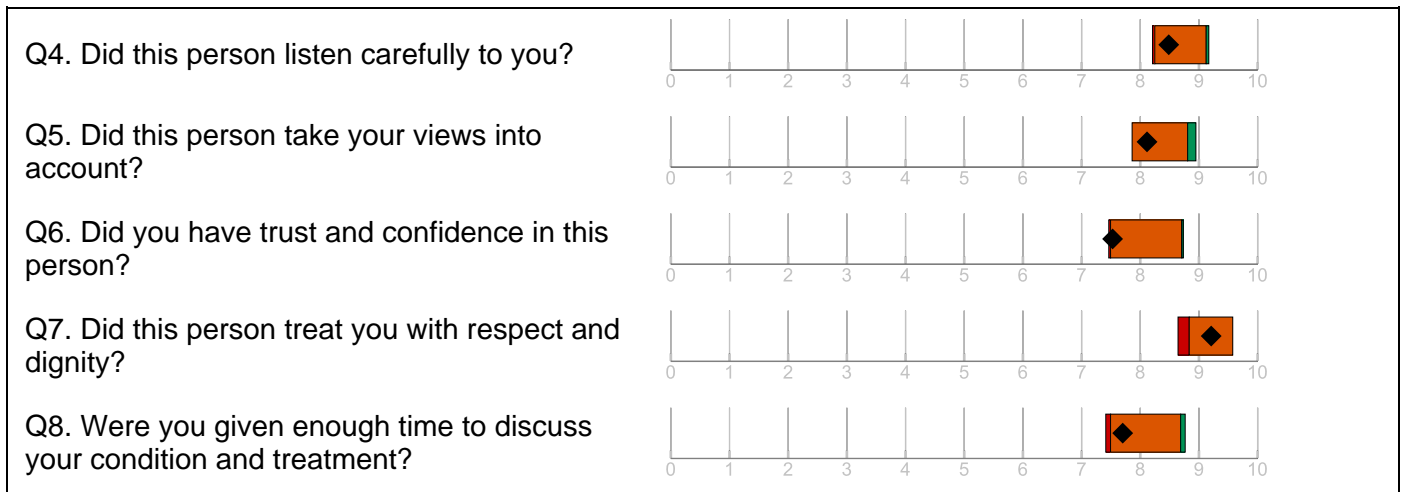 Q4. Did this person listen carefully to you?
0 1 2 3 4 5 6 7 8 9 10
Q5. Did this person take your views into
account?
0 1 2 3 4 5 6 7 8 9 10
Q6. Did you have trust and confidence in this
person?
0 1 2 3 4 5 6 7 8 9 10
Q7. Did this person treat you with respect and
dignity?
0 1 2 3 4 5 6 7 8 9 10
Q8. Were you given enough time to discuss
your condition and treatment?
0 1 2 3 4 5 6 7 8 9 10